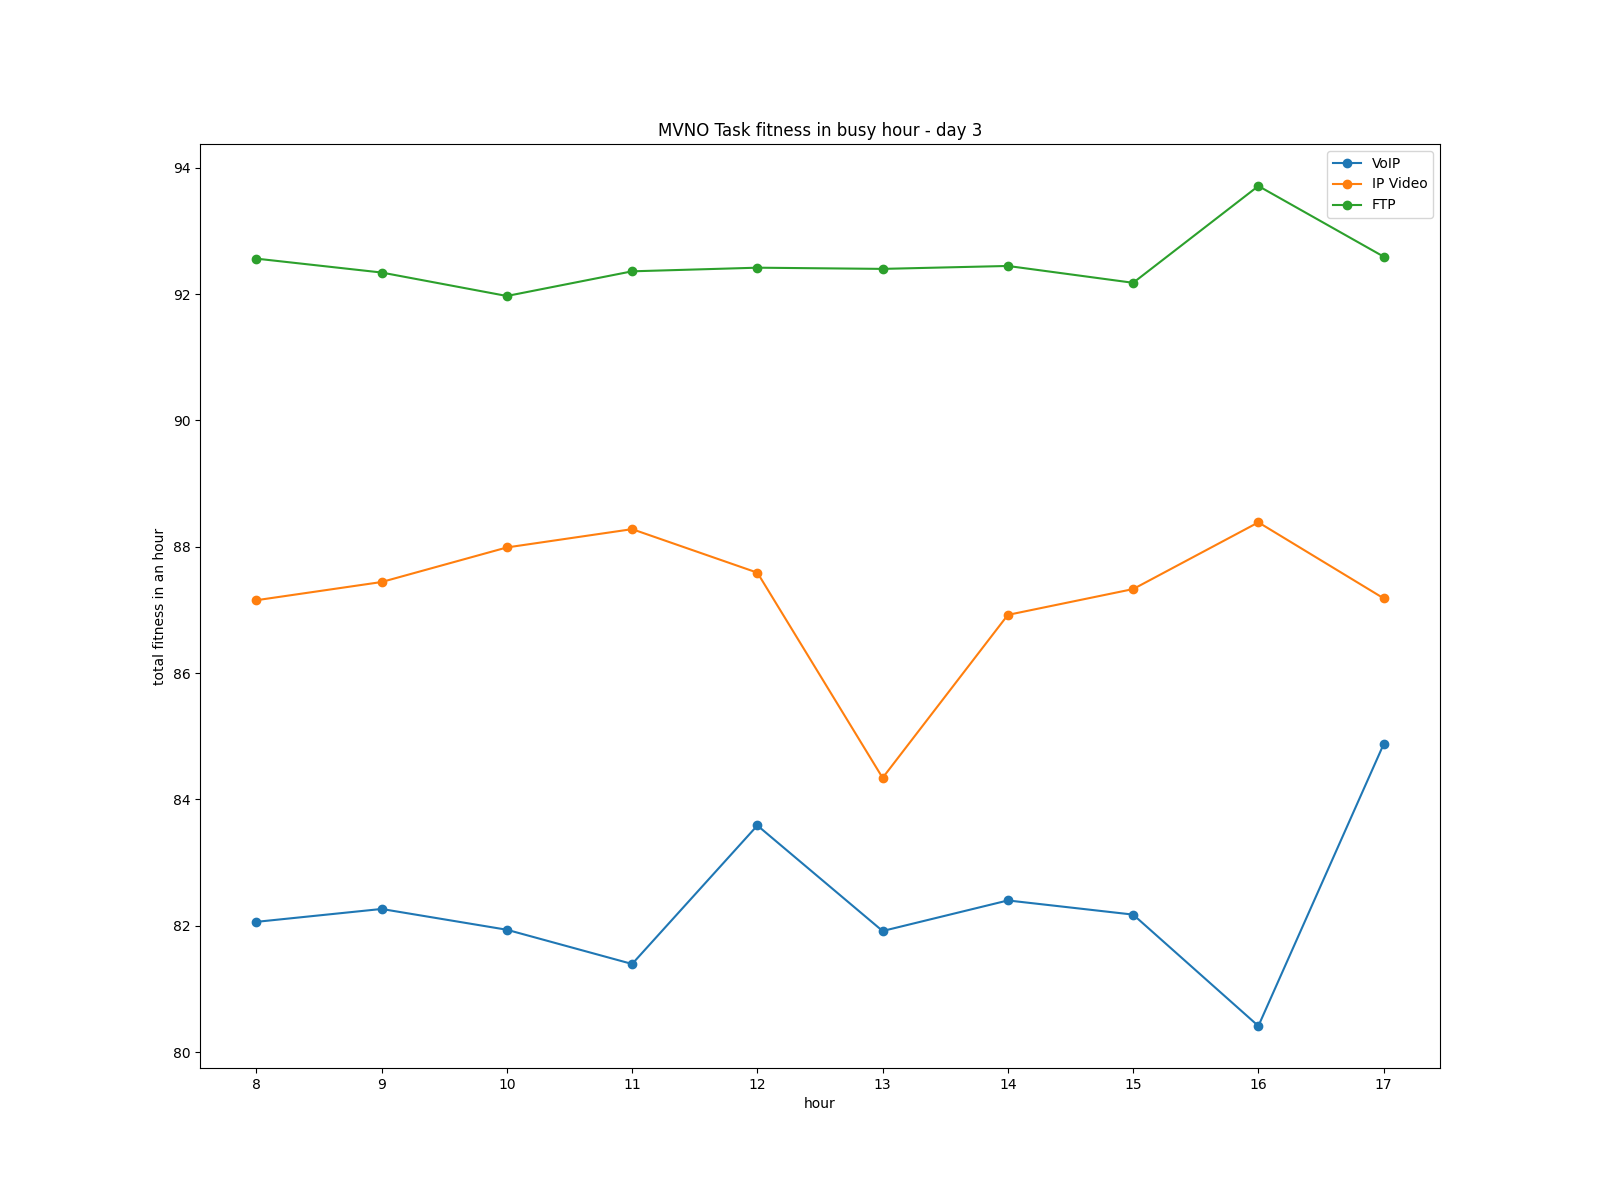 MVNO Task fitness in busy hour - day 3
VoIP
IP Video
FTP
94
92
90
88
86
84
82
80
total fitness in an hour
8 9 10 11 12 13 14 15 16 17
hour